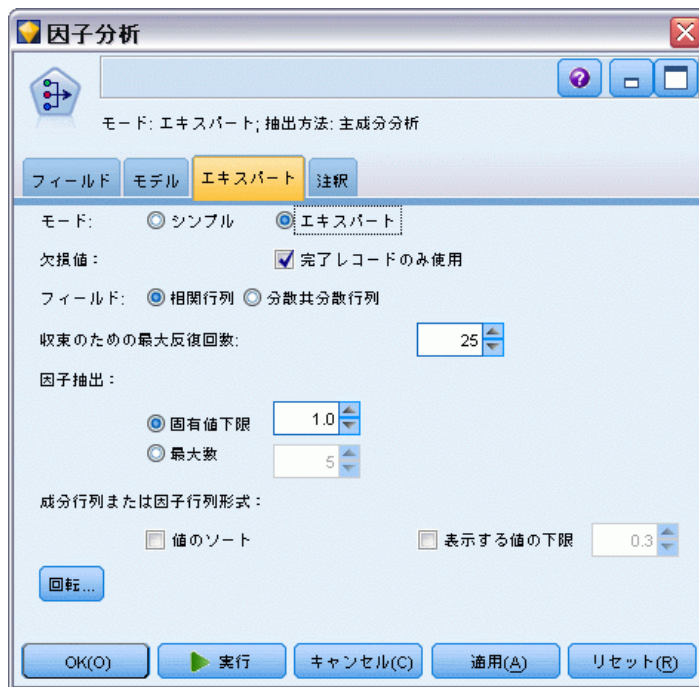 因子分析
モード: エキスパート; 抽出方法: 主成分分析
フィールド モデル エキスパート 注釈
モード: シンプル エキスパート
欠損値： 完了レコードのみ使用
フィールド: 相関行列 分散共分散行列
収束のための最大反復回数: 25
因子抽出：
固有値下限 1.0
最大数 5
成分行列または因子行列形式：
値のソート 表示する値の下限 0.3
回転...
OK(O) 実行 キャンセル(C) 適用(A) リセット(R)